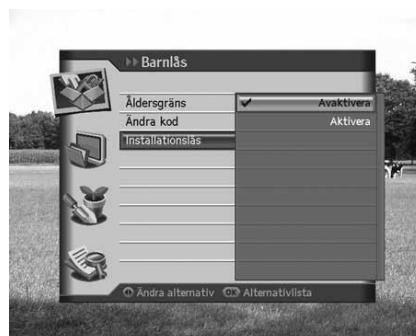 Barnlås
Åldersgräns
Avaktivera
Ändra kod
Aktivera
Installationslås
Ändra alternativ OK Alternativlista